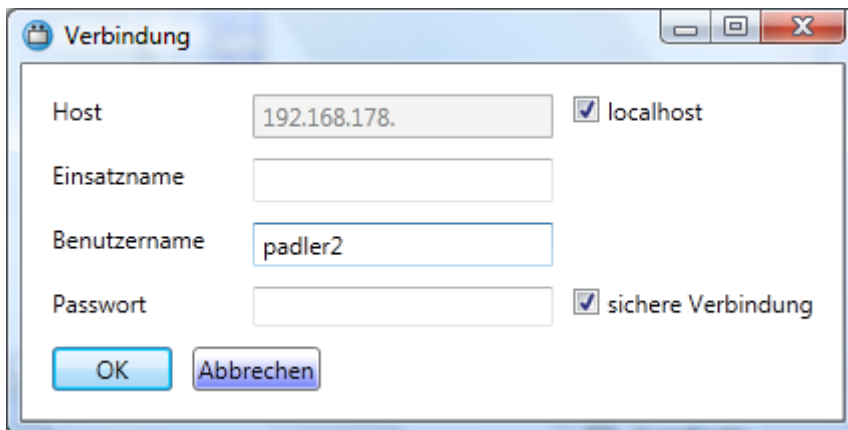 Verbindung
Host 192.168.178. localhost
Einsatzname
Benutzername padler2
Passwort sichere Verbindung
OK Abbrechen